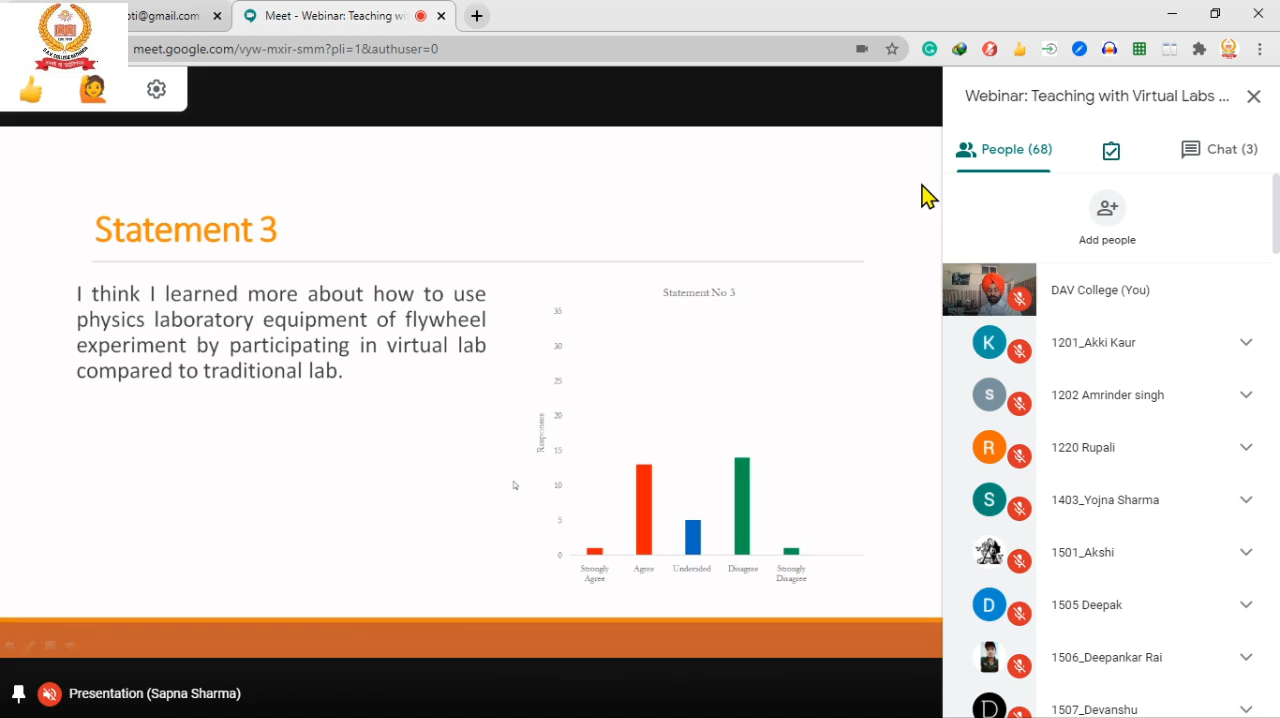 oti@gmail.com
Meet - Webinar: Teaching wit
meet.google.com/vyw-mxir-smm?pli=1&authuser=0
Webinar: Teaching with Virtual Labs ...
People (68)
Chat (3)
Add people
Statement 3
I think I learned more about how to use
physics laboratory equipment of flywheel
experiment by participating in virtual lab
compared to traditional lab.
Statement No 3
35
30
25
20
15
10
5
0
Responses
Strongly
Agree
Agree
Undecided
Disagree
Strongly
Disagree
DAV College (You)
K
1201_Akki Kaur
s
1202 Amrinder singh
R
1220 Rupali
S
1403_Yojna Sharma
1501_Akshi
D
1505 Deepak
1506_Deepankar Rai
D
1507_Devanshu
Presentation (Sapna Sharma)